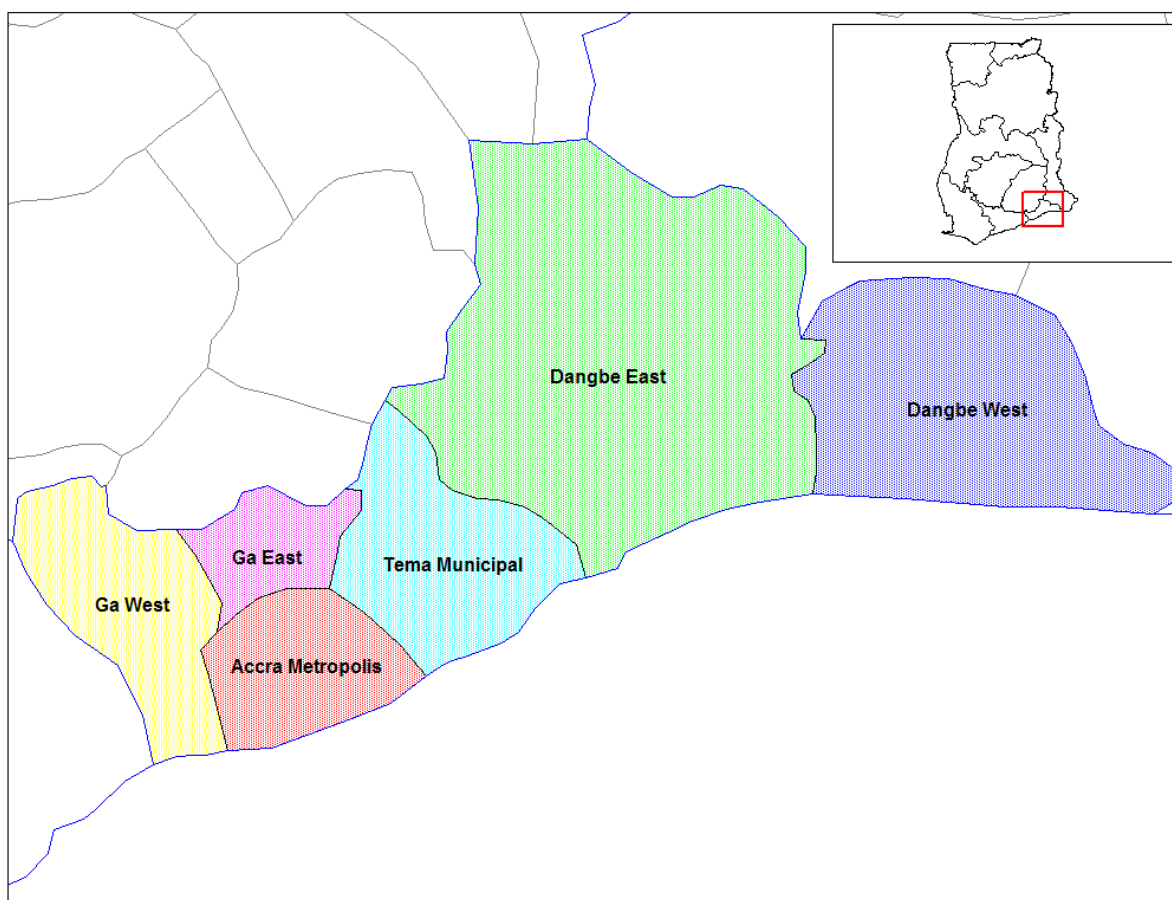 Dangbe East
Dangbe West
Ga East
Tema Municipal
Ga West
Accra Metropolis